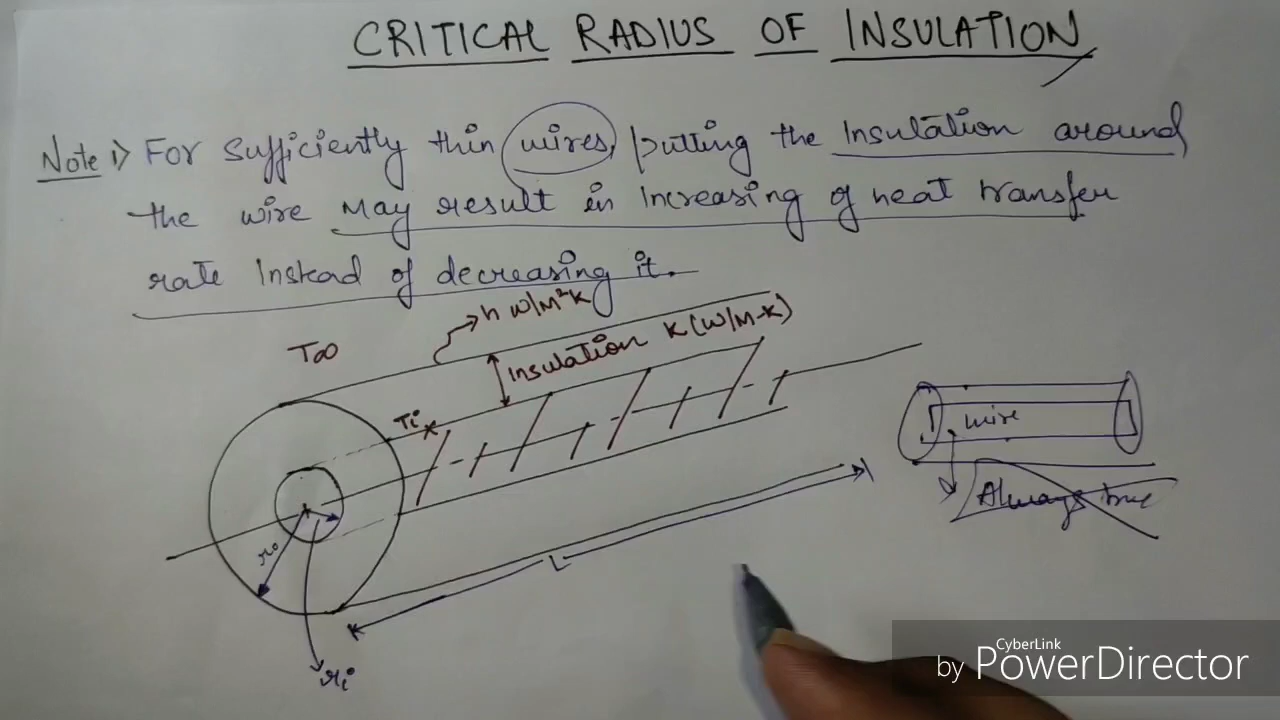 CRITICAL RADIUS OF INSULATION
Note 1) For sufficiently thin wires, putting the Insulation around
the wire May result in Increasing of heat transfer
rate Instead of decreasing it.
h W/M²K
T∞
Insulation K (W/M-K)
Ti
wire
Always true
ro
L
ri
CyberLink
by PowerDirector